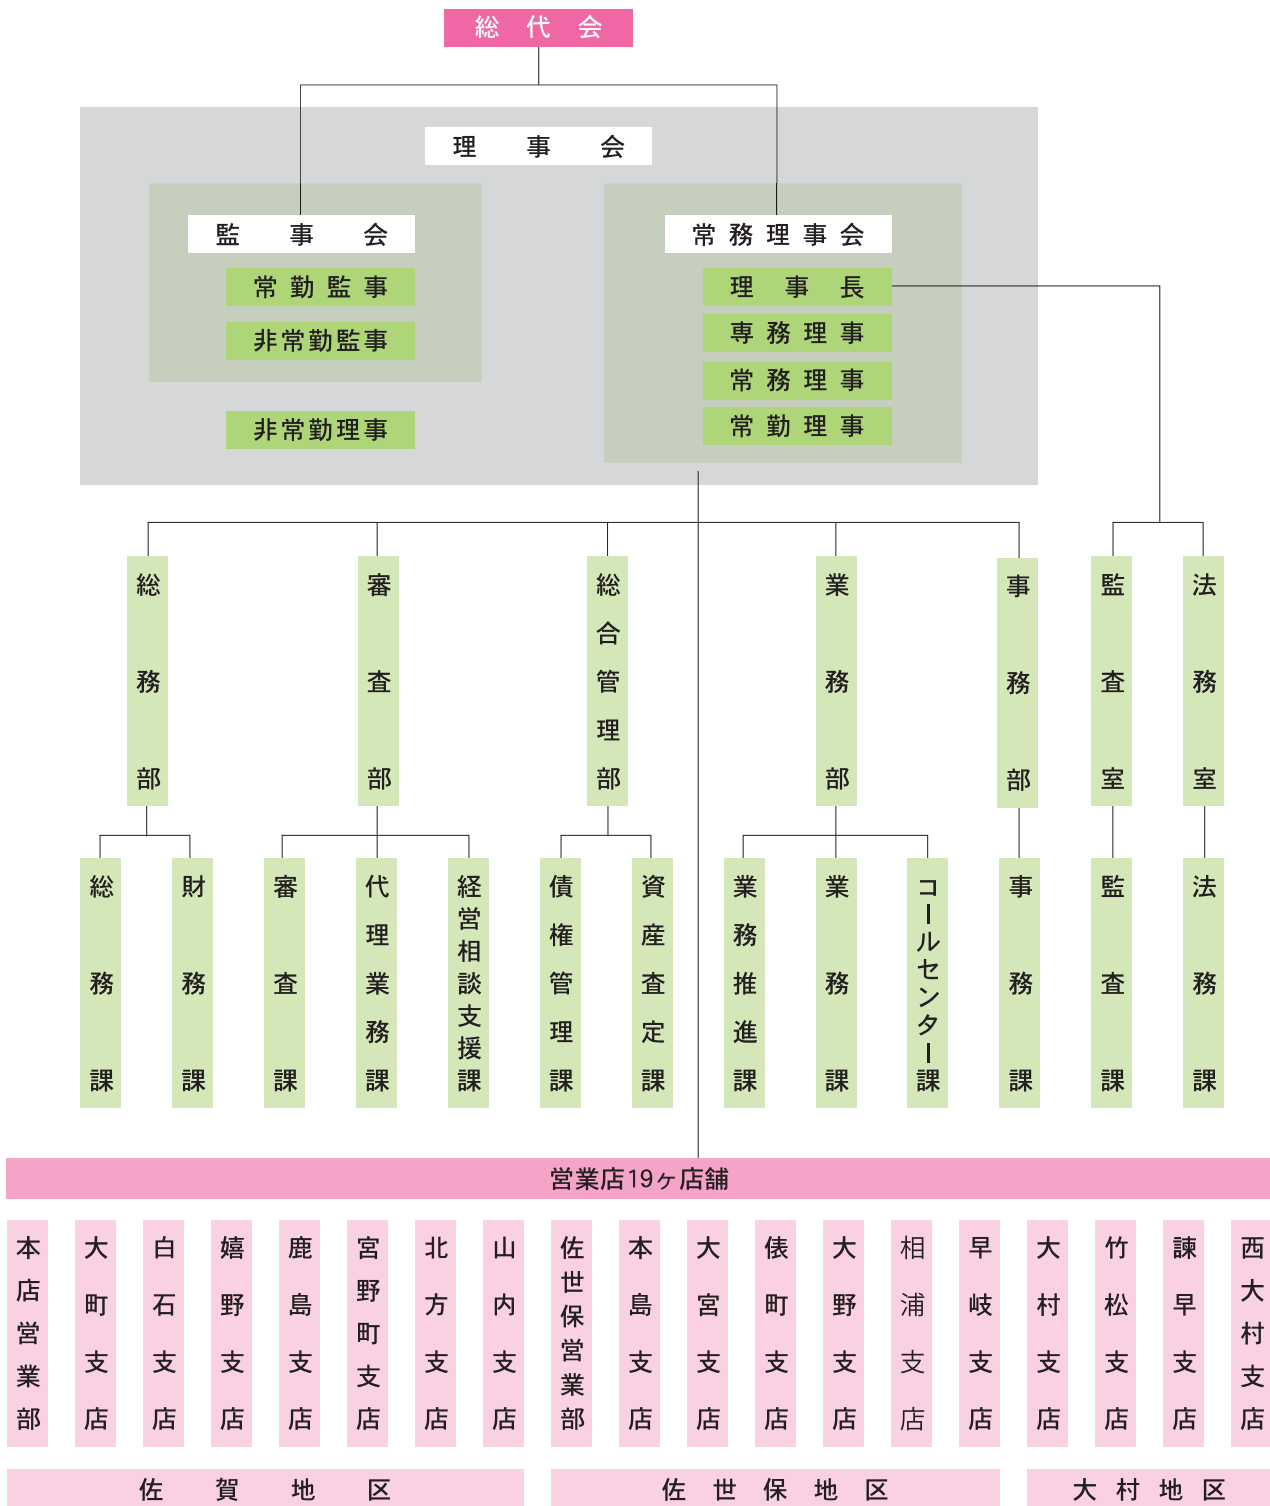 総代会
理事会
監事会
常務理事会
常勤監事
理事長
非常勤監事
専務理事
常務理事
非常勤理事
常勤理事
総務部
審査部
総合管理部
業務部
事務部
監査室
法務室
総務課
財務課
審査課
代理業務課
経営相談支援課
債権管理課
資産査定課
業務推進課
業務課
コールセンター課
事務課
監査課
法務課
営業店19ヶ店舗
本店営業部
大町支店
白石支店
嬉野支店
鹿島支店
宮野町支店
北方支店
山内支店
佐世保営業部
本島支店
大宮支店
俵町支店
大野支店
相浦支店
早岐支店
大村支店
竹松支店
諫早支店
西大村支店
佐賀地区
佐世保地区
大村地区